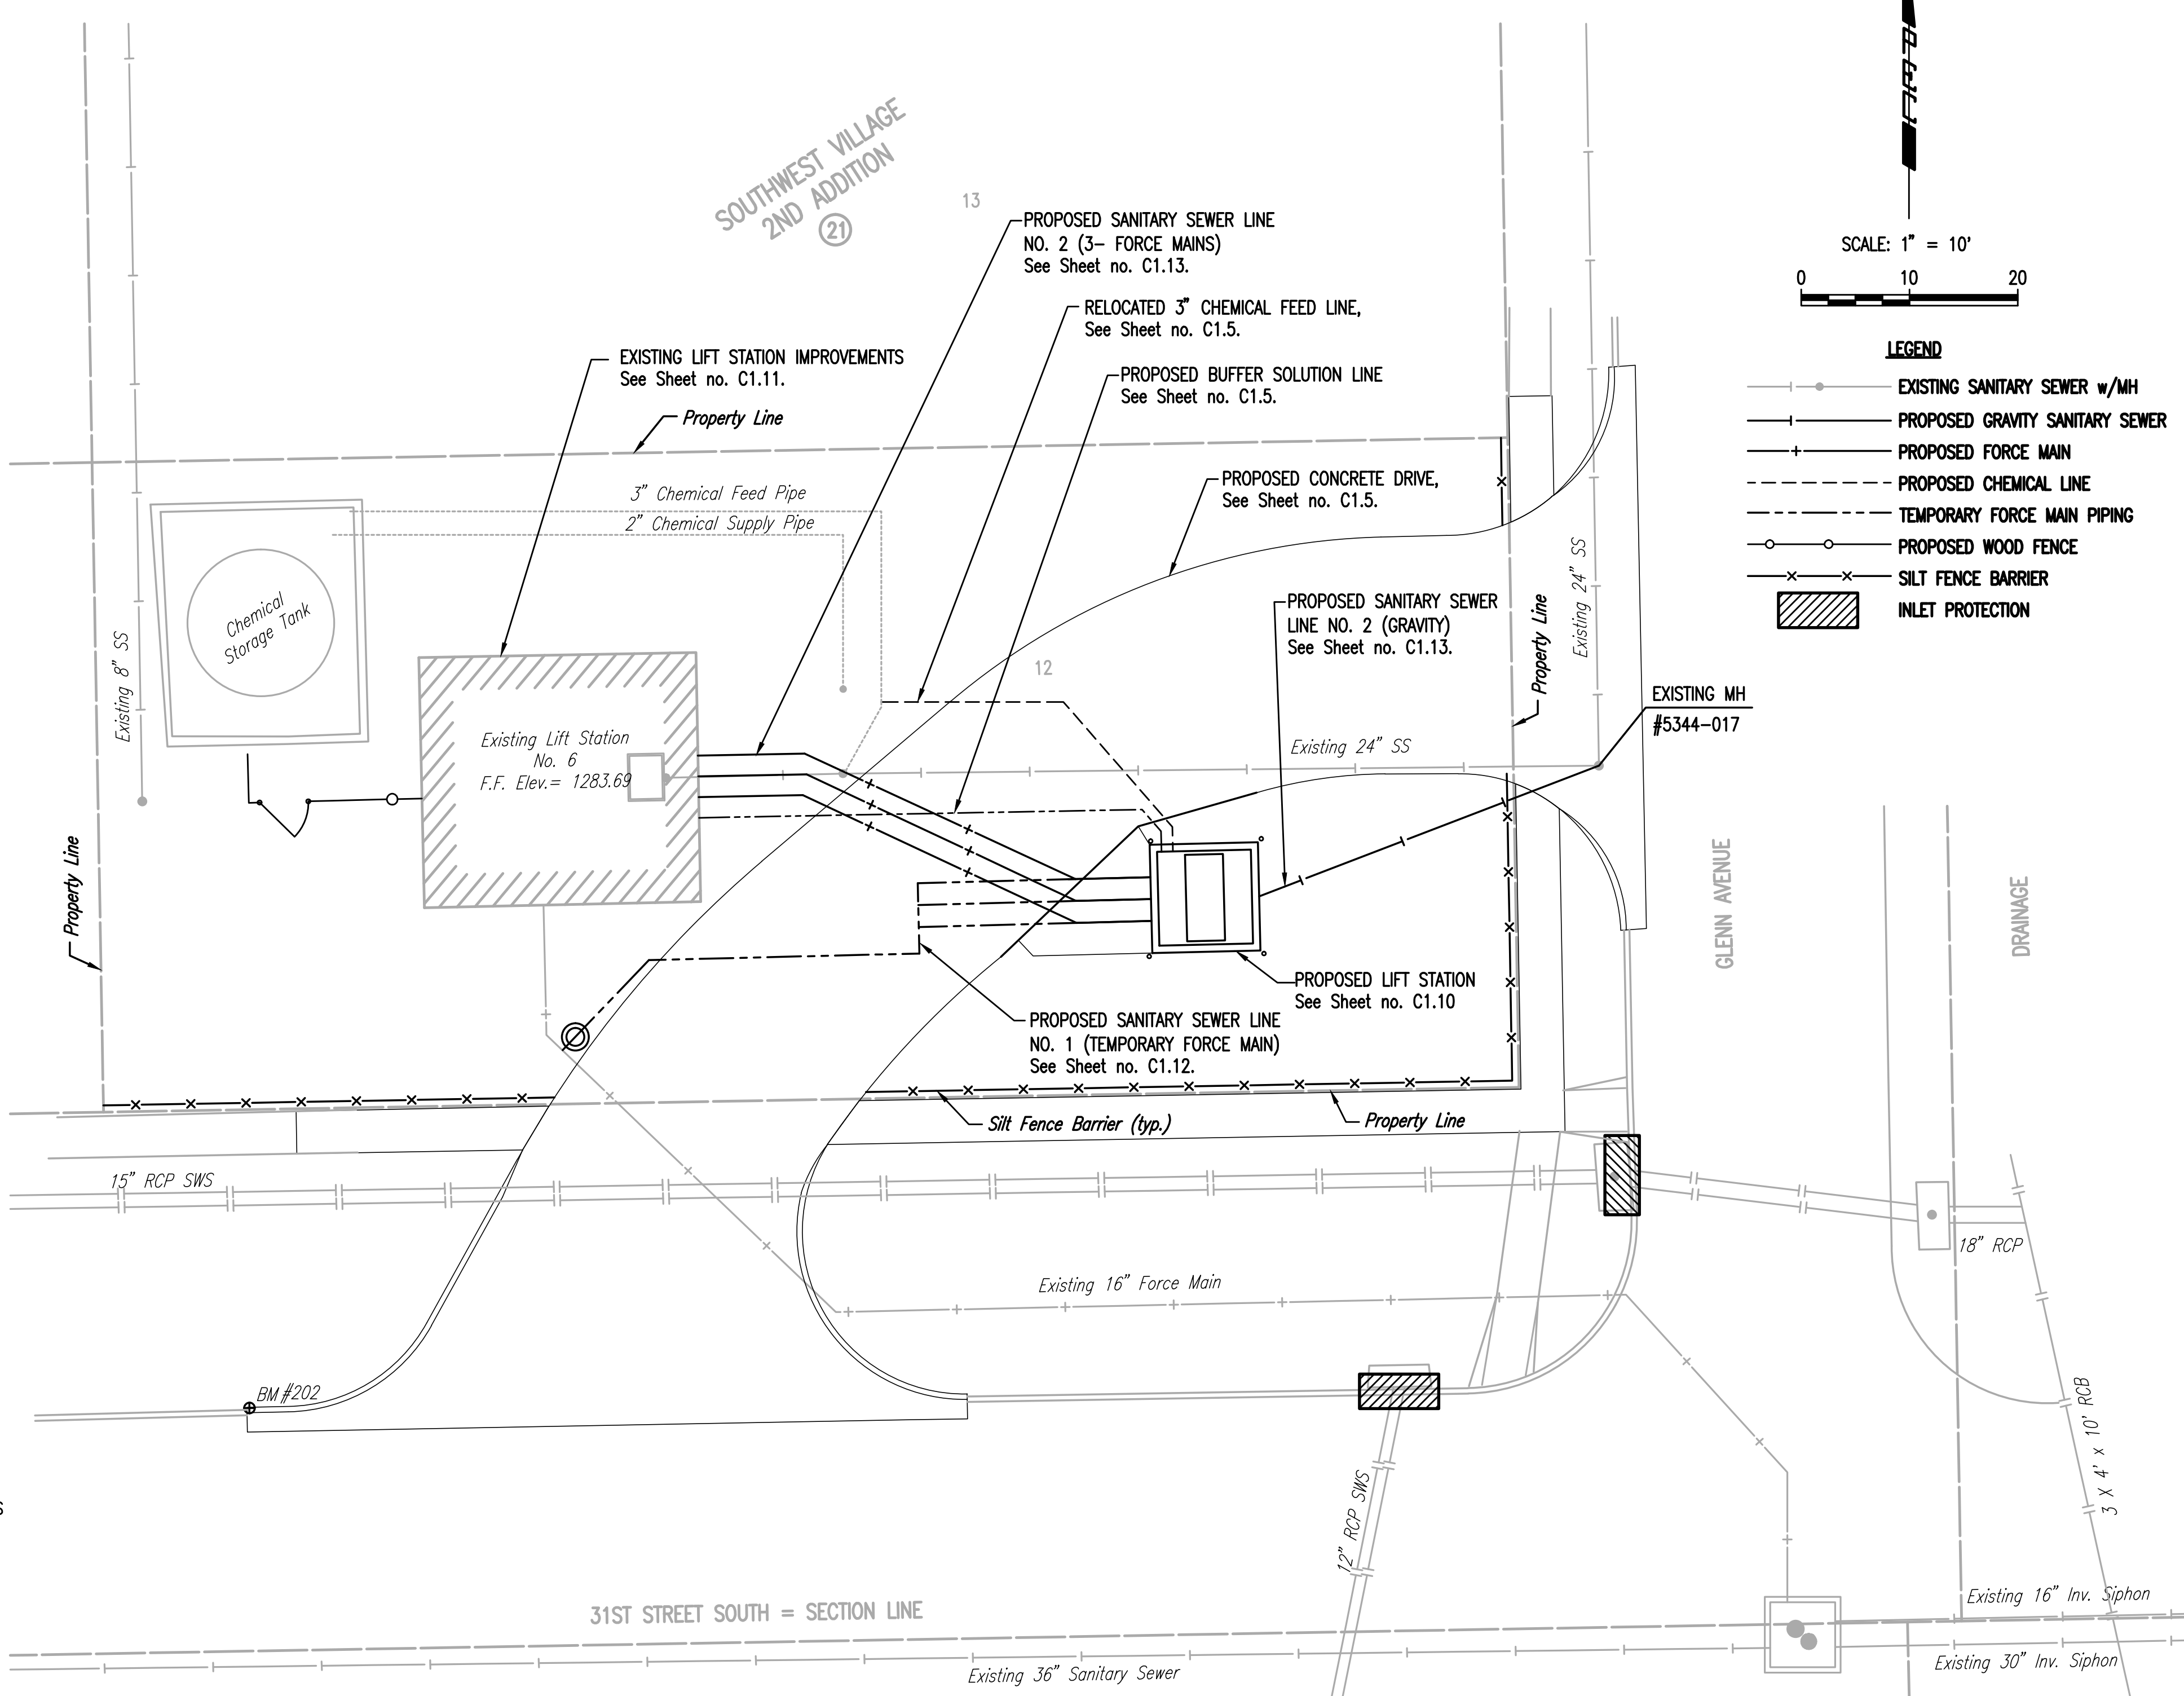 SOUTHWEST VILLAGE
2ND ADDITION
21
13
SCALE: 1" = 10'
0 10 20
LEGEND
EXISTING SANITARY SEWER w/MH
PROPOSED GRAVITY SANITARY SEWER
PROPOSED FORCE MAIN
PROPOSED CHEMICAL LINE
TEMPORARY FORCE MAIN PIPING
PROPOSED WOOD FENCE
SILT FENCE BARRIER
INLET PROTECTION
PROPOSED SANITARY SEWER LINE
NO. 2 (3- FORCE MAINS)
See Sheet no. C1.13.
RELOCATED 3" CHEMICAL FEED LINE,
See Sheet no. C1.5.
EXISTING LIFT STATION IMPROVEMENTS
See Sheet no. C1.11.
PROPOSED BUFFER SOLUTION LINE
See Sheet no. C1.5.
Property Line
PROPOSED CONCRETE DRIVE,
See Sheet no. C1.5.
3" Chemical Feed Pipe
2" Chemical Supply Pipe
Chemical
Storage Tank
Existing 8" SS
PROPOSED SANITARY SEWER
LINE NO. 2 (GRAVITY)
See Sheet no. C1.13.
Property Line
Existing 24" SS
12
EXISTING MH
#5344-017
Existing Lift Station
No. 6
F.F. Elev.= 1283.69
Existing 24" SS
Property Line
GLENN AVENUE
DRAINAGE
PROPOSED LIFT STATION
See Sheet no. C1.10
PROPOSED SANITARY SEWER LINE
NO. 1 (TEMPORARY FORCE MAIN)
See Sheet no. C1.12.
Silt Fence Barrier (typ.)
Property Line
15" RCP SWS
18" RCP
Existing 16" Force Main
BM #202
3 X 4' x 10' RCB
12" RCP SWS
S
31ST STREET SOUTH = SECTION LINE
Existing 16" Inv. Siphon
Existing 36" Sanitary Sewer
Existing 30" Inv. Siphon